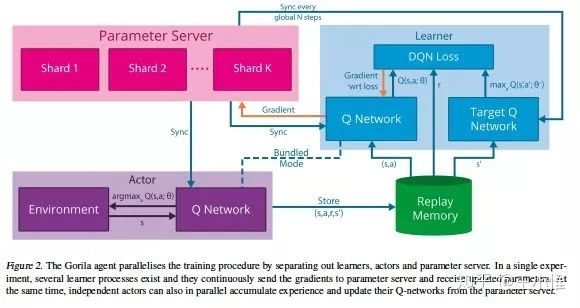 Sync every
global N steps
Parameter Server
Shard 1
Shard 2
Shard K
Learner
DQN Loss
Gradient
wrt loss
Q(s,a; θ)
r
maxₐ' Q(s',a'; θ⁻)
Gradient
Sync
Sync
Q Network
Target Q
Network
Bundled
Mode
(s,a)
s'
Actor
Environment
argmaxₐ Q(s,a; θ)
s
Q Network
Store
(s,a,r,s')
Replay
Memory
Figure 2. The Gorila agent parallelises the training procedure by separating out learners, actors and parameter server. In a single exper-
iment, several learner processes exist and they continuously send the gradients to parameter server and receive updated parameters. At
the same time, independent actors can also in parallel accumulate experience and update their Q-networks from the parameter server.